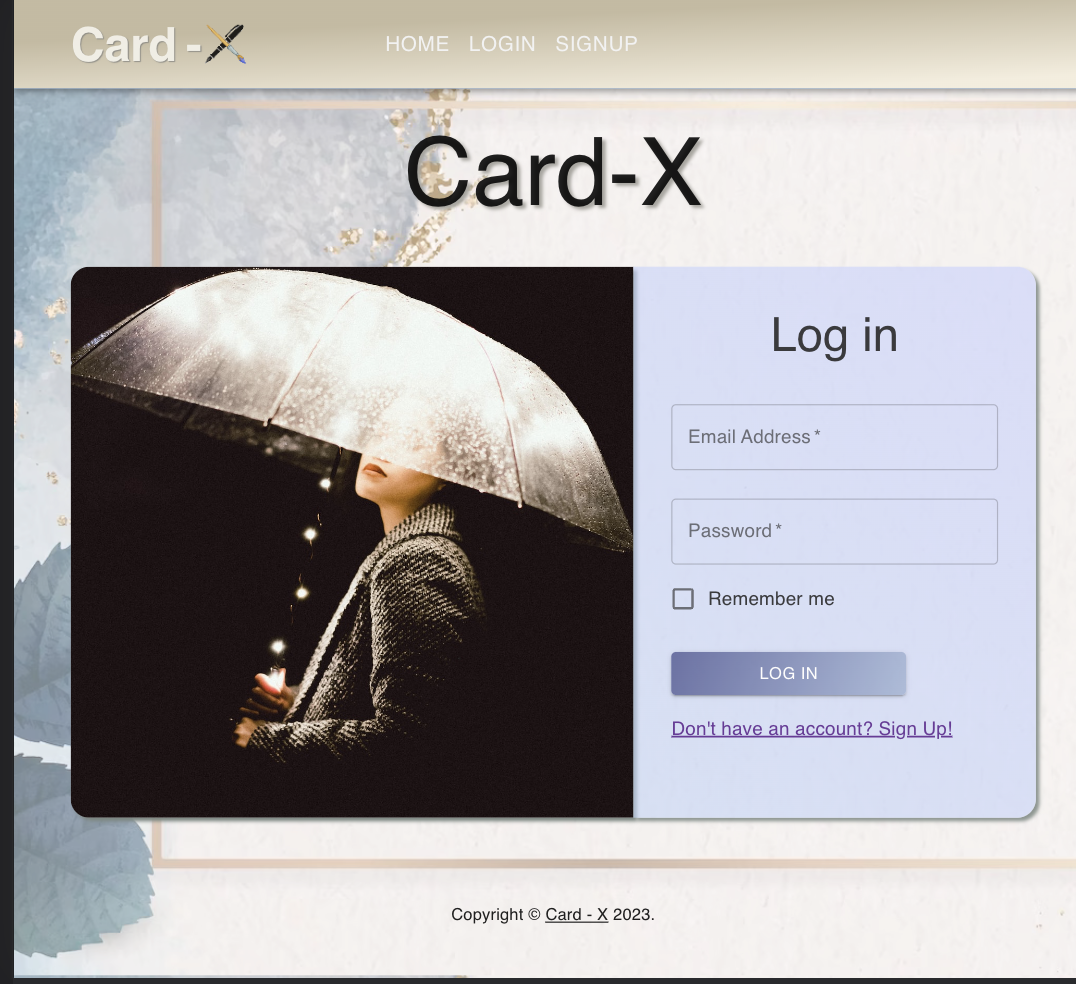 Card -
HOME LOGIN SIGNUP
Card-X
Log in
Email Address *
Password *
Remember me
LOG IN
Don't have an account? Sign Up!
Copyright © Card - X 2023.